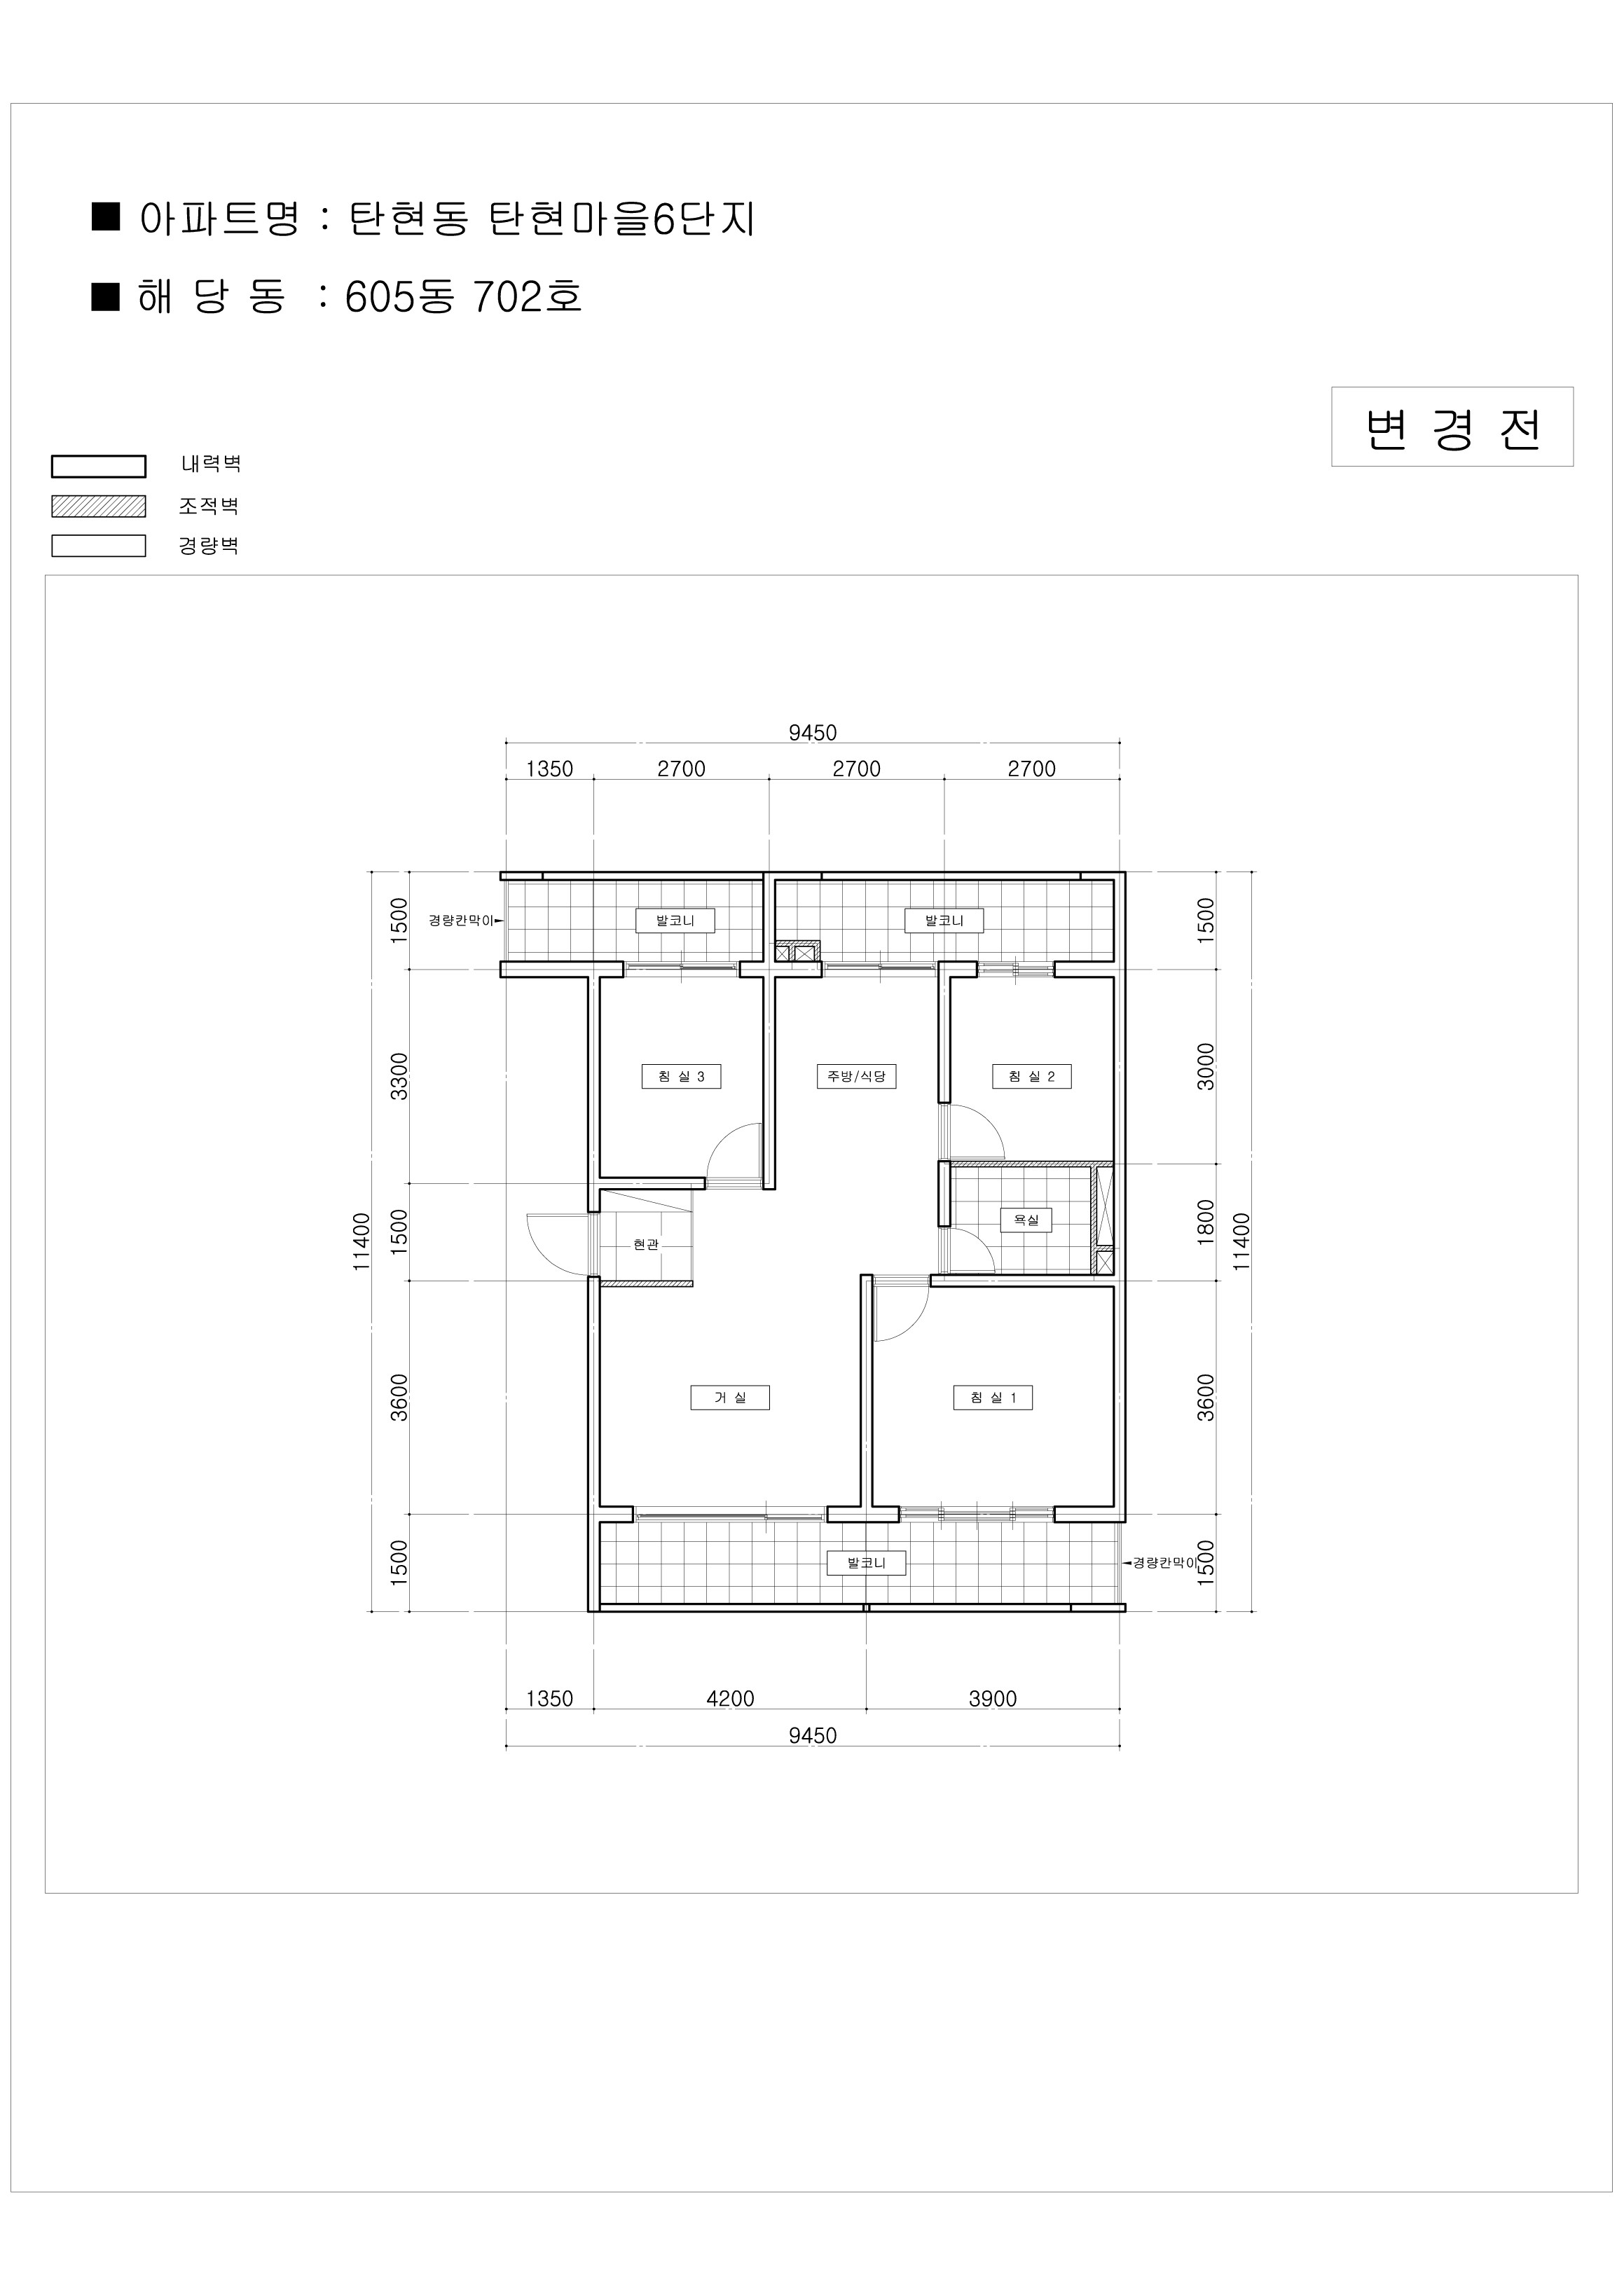 ■ 아파트명 : 탄현동 탄현마을6단지
■ 해 당 동 : 605동 702호
변 경 전
내력벽
조적벽
경량벽
9450
1350 2700 2700 2700
1500 경량칸막이 발코니 발코니 1500
3300 침 실 3 주방/식당 침 실 2 3000
11400 1500 현관 욕실 1800 11400
3600 거 실 침 실 1 3600
1500 발코니 경량칸막이 1500
1350 4200 3900
9450